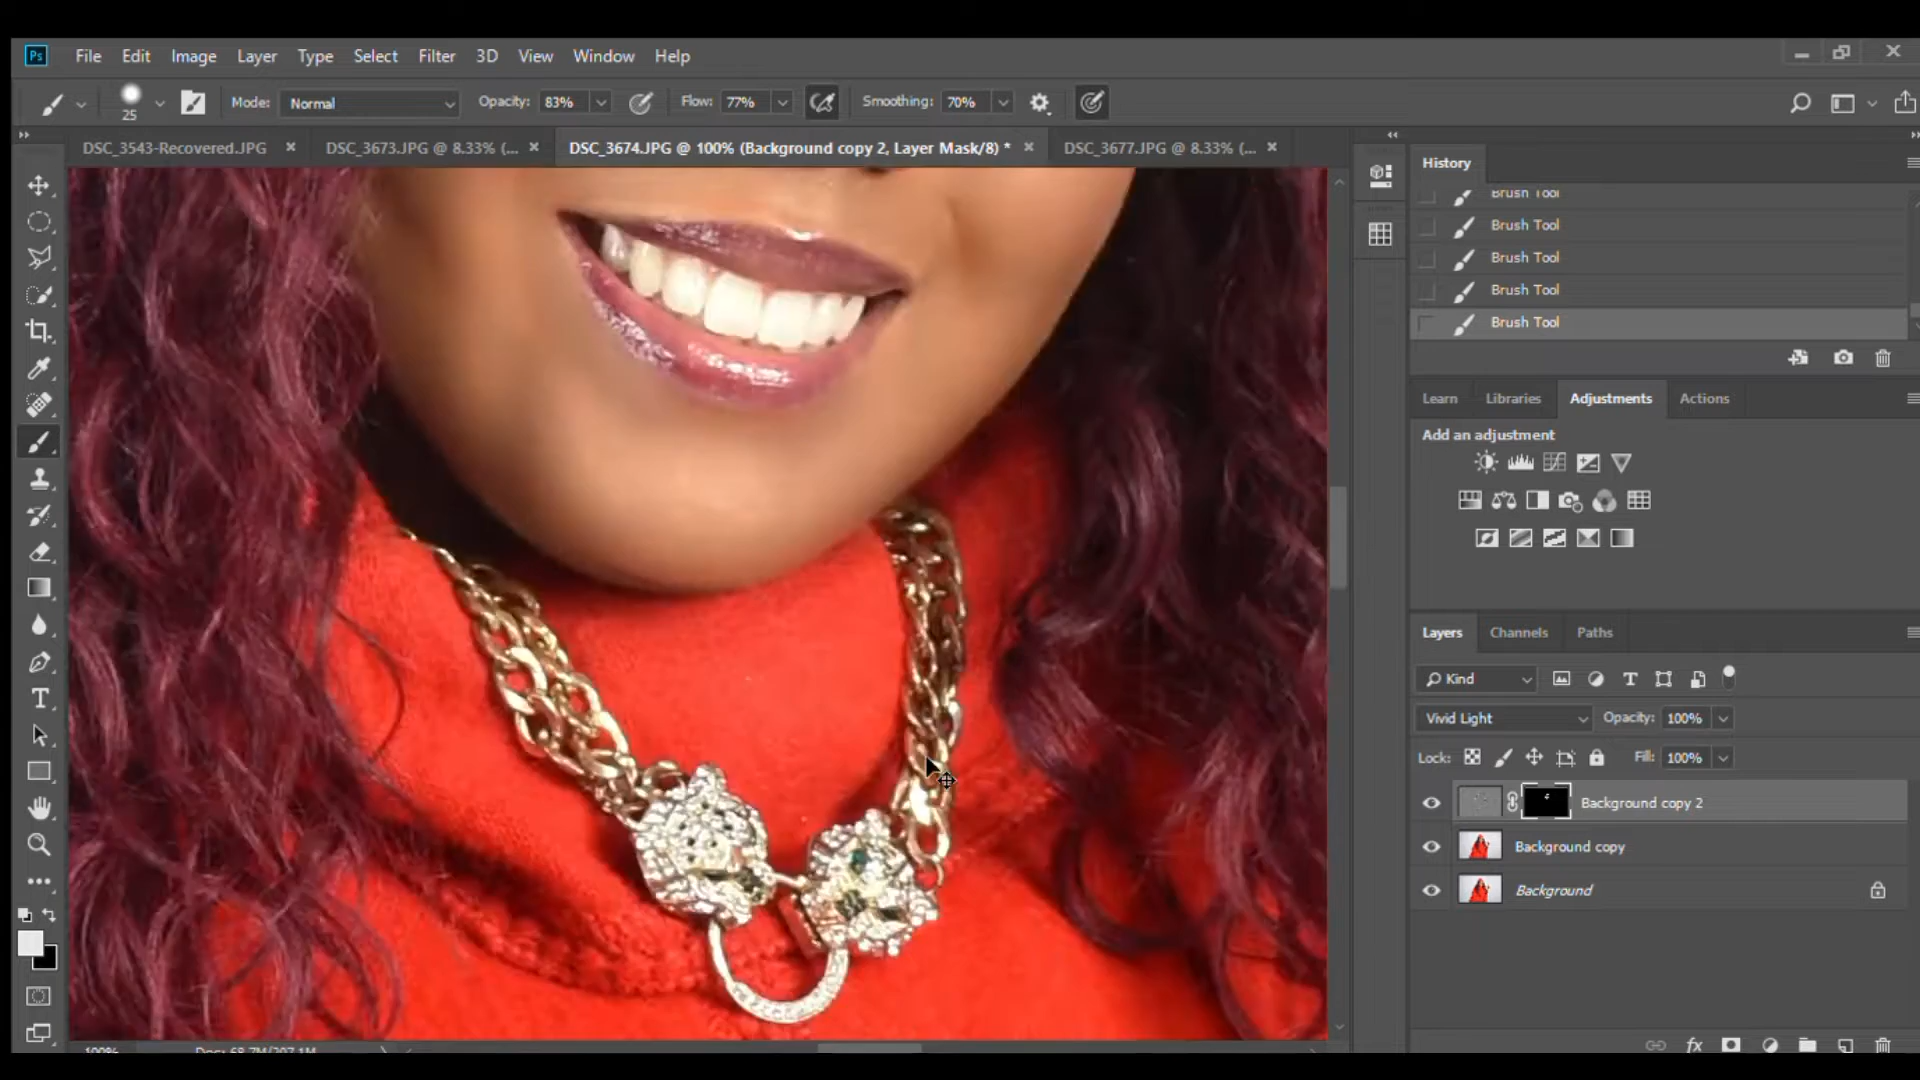 Ps File Edit Image Layer Type Select Filter 3D View Window Help
25 Mode: Normal Opacity: 83% Flow: 77% Smoothing: 70%
DSC_3543-Recovered.JPG DSC_3673.JPG @ 8.33% (... DSC_3674.JPG @ 100% (Background copy 2, Layer Mask/8) * DSC_3677.JPG @ 8.33% (...
History
Brush Tool
Brush Tool
Brush Tool
Brush Tool
Brush Tool
Learn Libraries Adjustments Actions
Add an adjustment
Layers Channels Paths
Kind
Vivid Light Opacity: 100%
Lock: Fill: 100%
Background copy 2
Background copy
Background
fx
100% Doc: 68.7M/207.1M